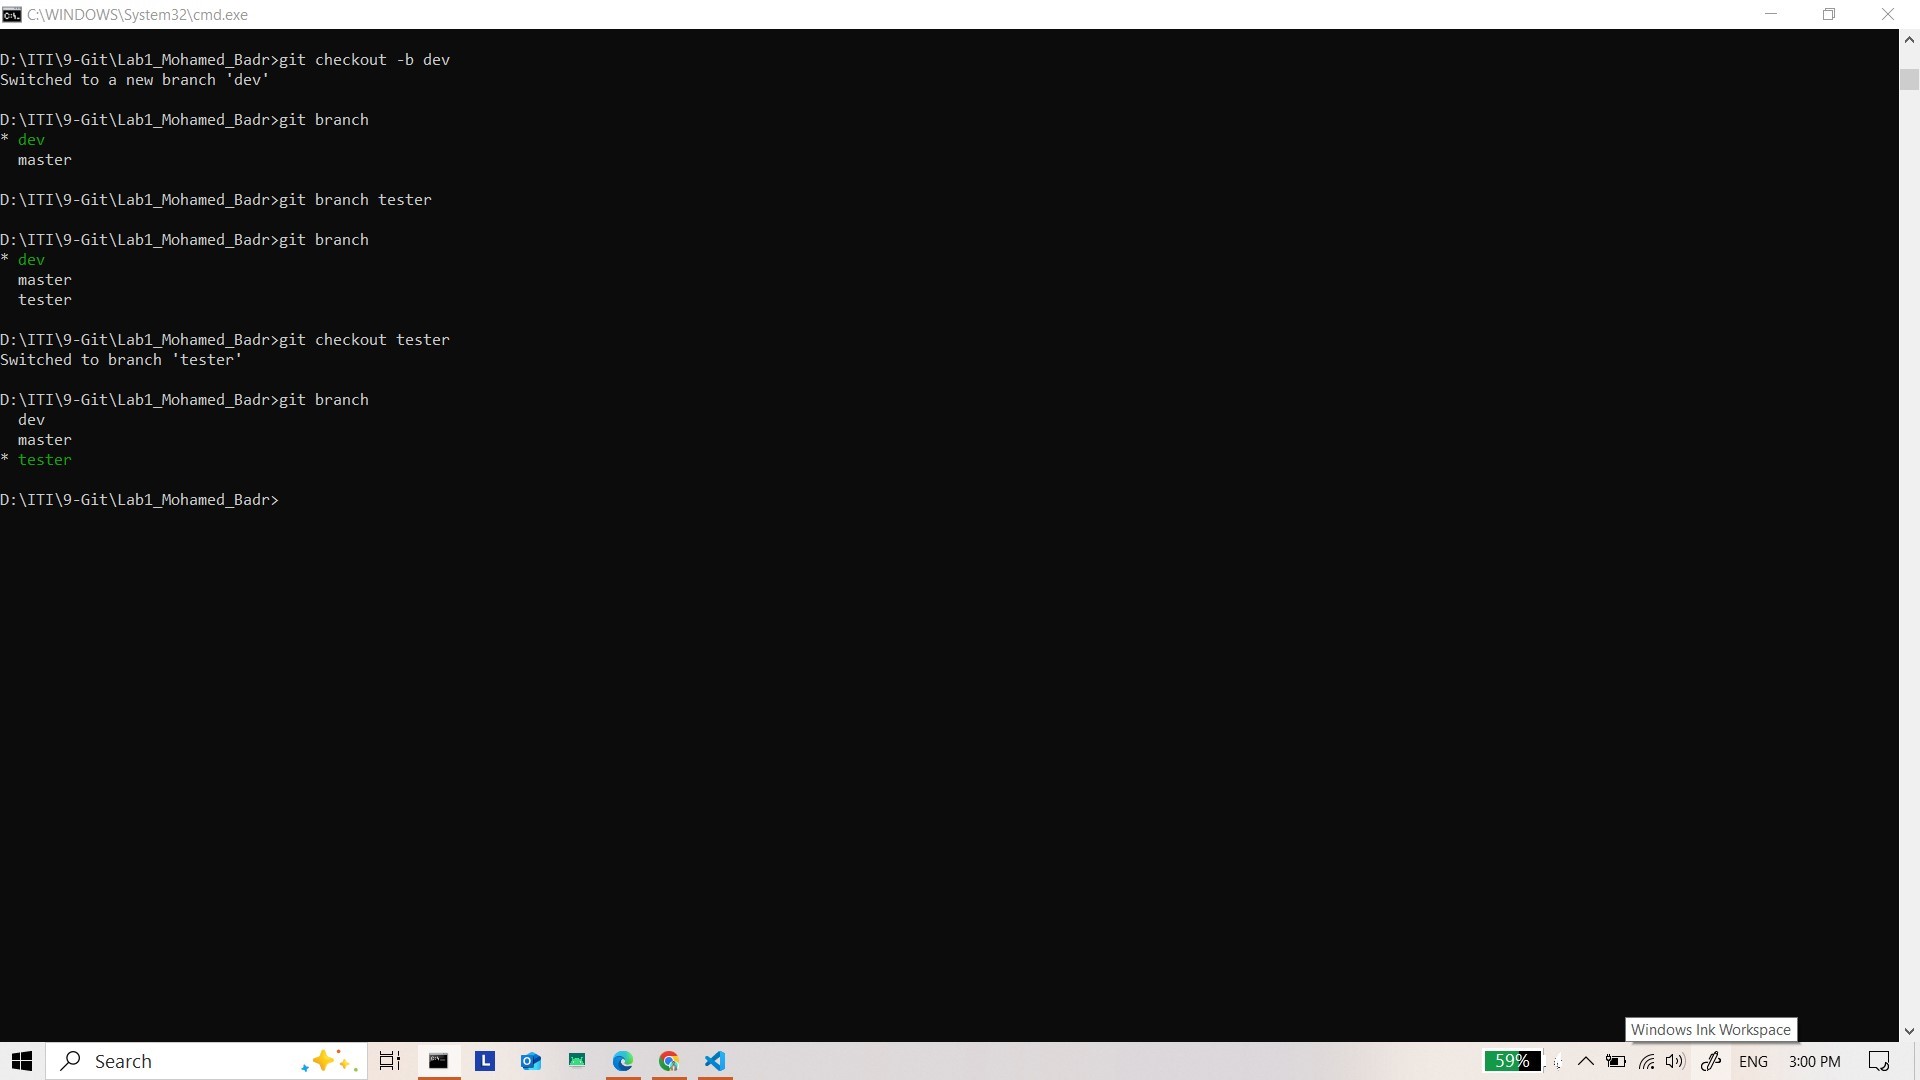 C:\WINDOWS\System32\cmd.exe
D:\ITI\9-Git\Lab1_Mohamed_Badr>git checkout -b dev
Switched to a new branch 'dev'
D:\ITI\9-Git\Lab1_Mohamed_Badr>git branch
* dev
  master
D:\ITI\9-Git\Lab1_Mohamed_Badr>git branch tester
D:\ITI\9-Git\Lab1_Mohamed_Badr>git branch
* dev
  master
  tester
D:\ITI\9-Git\Lab1_Mohamed_Badr>git checkout tester
Switched to branch 'tester'
D:\ITI\9-Git\Lab1_Mohamed_Badr>git branch
  dev
  master
* tester
D:\ITI\9-Git\Lab1_Mohamed_Badr>
Windows Ink Workspace
Search
L
59%
ENG
3:00 PM